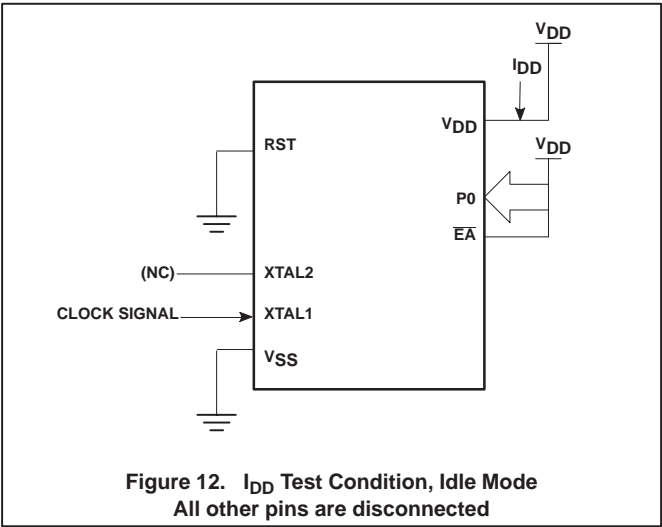 VDD
IDD
VDD
RST
VDD
P0
EA
(NC)
XTAL2
CLOCK SIGNAL
XTAL1
VSS
Figure 12. IDD Test Condition, Idle Mode
All other pins are disconnected